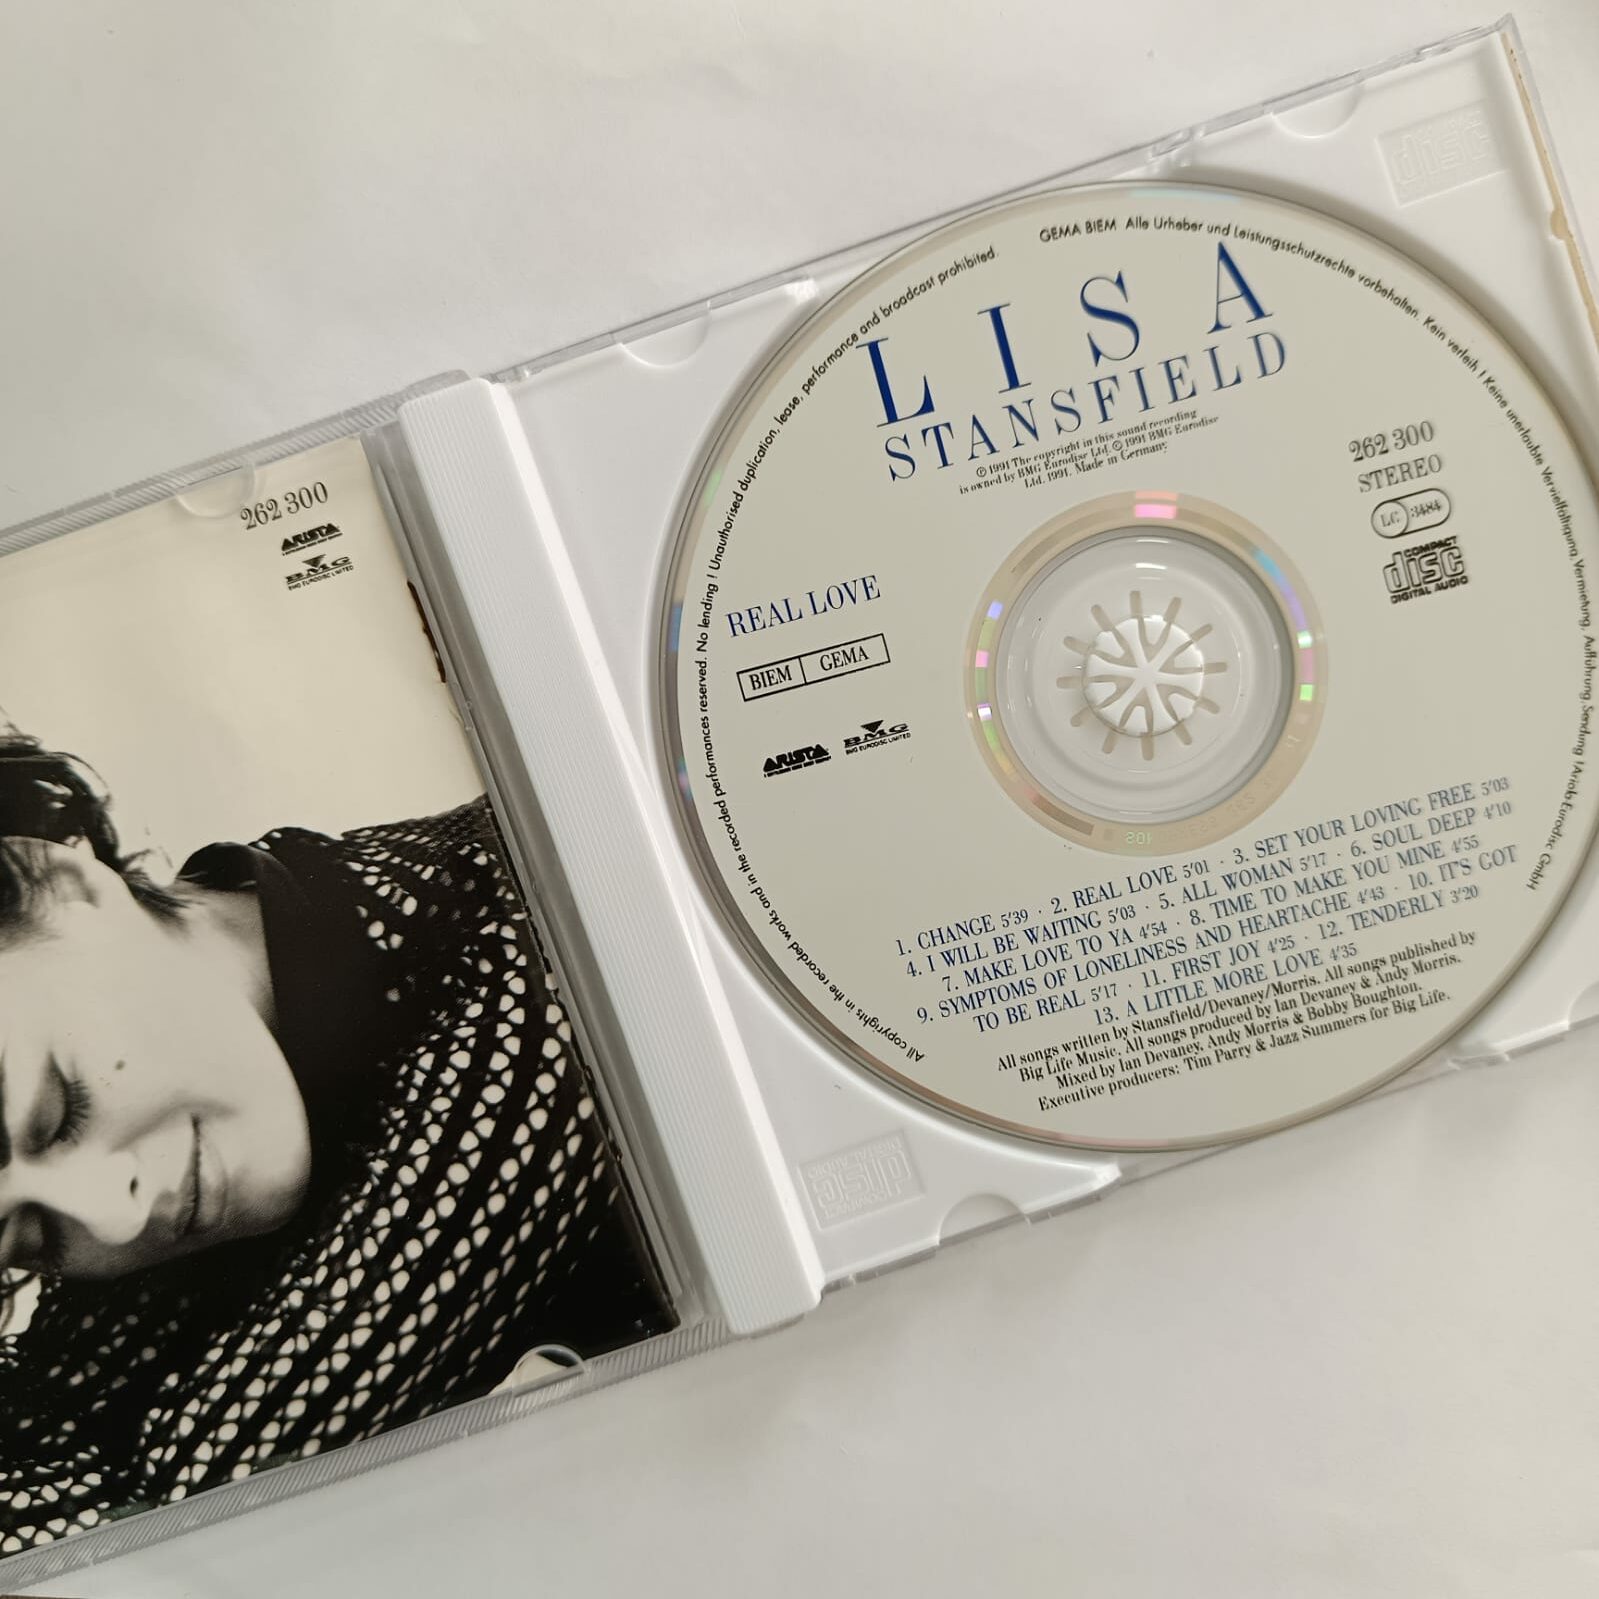 262 300
ARISTA
BMG
BMG EURODISC LIMITED
GEMA BIEM Alle Urheber und Leistungsschutzrechte vorbehalten. Kein verleih ! Keine unerlaubte Vervielfältigung, Vermietung, Aufführung, Sendung ! Ariola-Eurodisc GmbH
All copyrights in the recorded works and in the recorded performances reserved. No lending ! Unauthorised duplication, lease, performance and broadcast prohibited.
LISA
STANSFIELD
℗ 1991 The copyright in this sound recording
is owned by BMG Eurodisc Ltd. © 1991 BMG Eurodisc
Ltd. 1991. Made in Germany
262 300
STEREO
LC 3484
COMPACT
disc
DIGITAL AUDIO
REAL LOVE
BIEM GEMA
ARISTA
BMG
BMG EURODISC LIMITED
1. CHANGE 5'39 · 2. REAL LOVE 5'01 · 3. SET YOUR LOVING FREE 5'03
4. I WILL BE WAITING 5'03 · 5. ALL WOMAN 5'17 · 6. SOUL DEEP 4'10
7. MAKE LOVE TO YA 4'54 · 8. TIME TO MAKE YOU MINE 4'55
9. SYMPTOMS OF LONELINESS AND HEARTACHE 4'43 · 10. IT'S GOT
TO BE REAL 5'17 · 11. FIRST JOY 4'25 · 12. TENDERLY 3'20
13. A LITTLE MORE LOVE 4'35
All songs written by Stansfield/Devaney/Morris. All songs published by
Big Life Music. All songs produced by Ian Devaney & Andy Morris.
Mixed by Ian Devaney, Andy Morris & Bobby Boughton.
Executive producers: Tim Parry & Jazz Summers for Big Life.
108
disc
COMPACT
disc
DIGITAL AUDIO